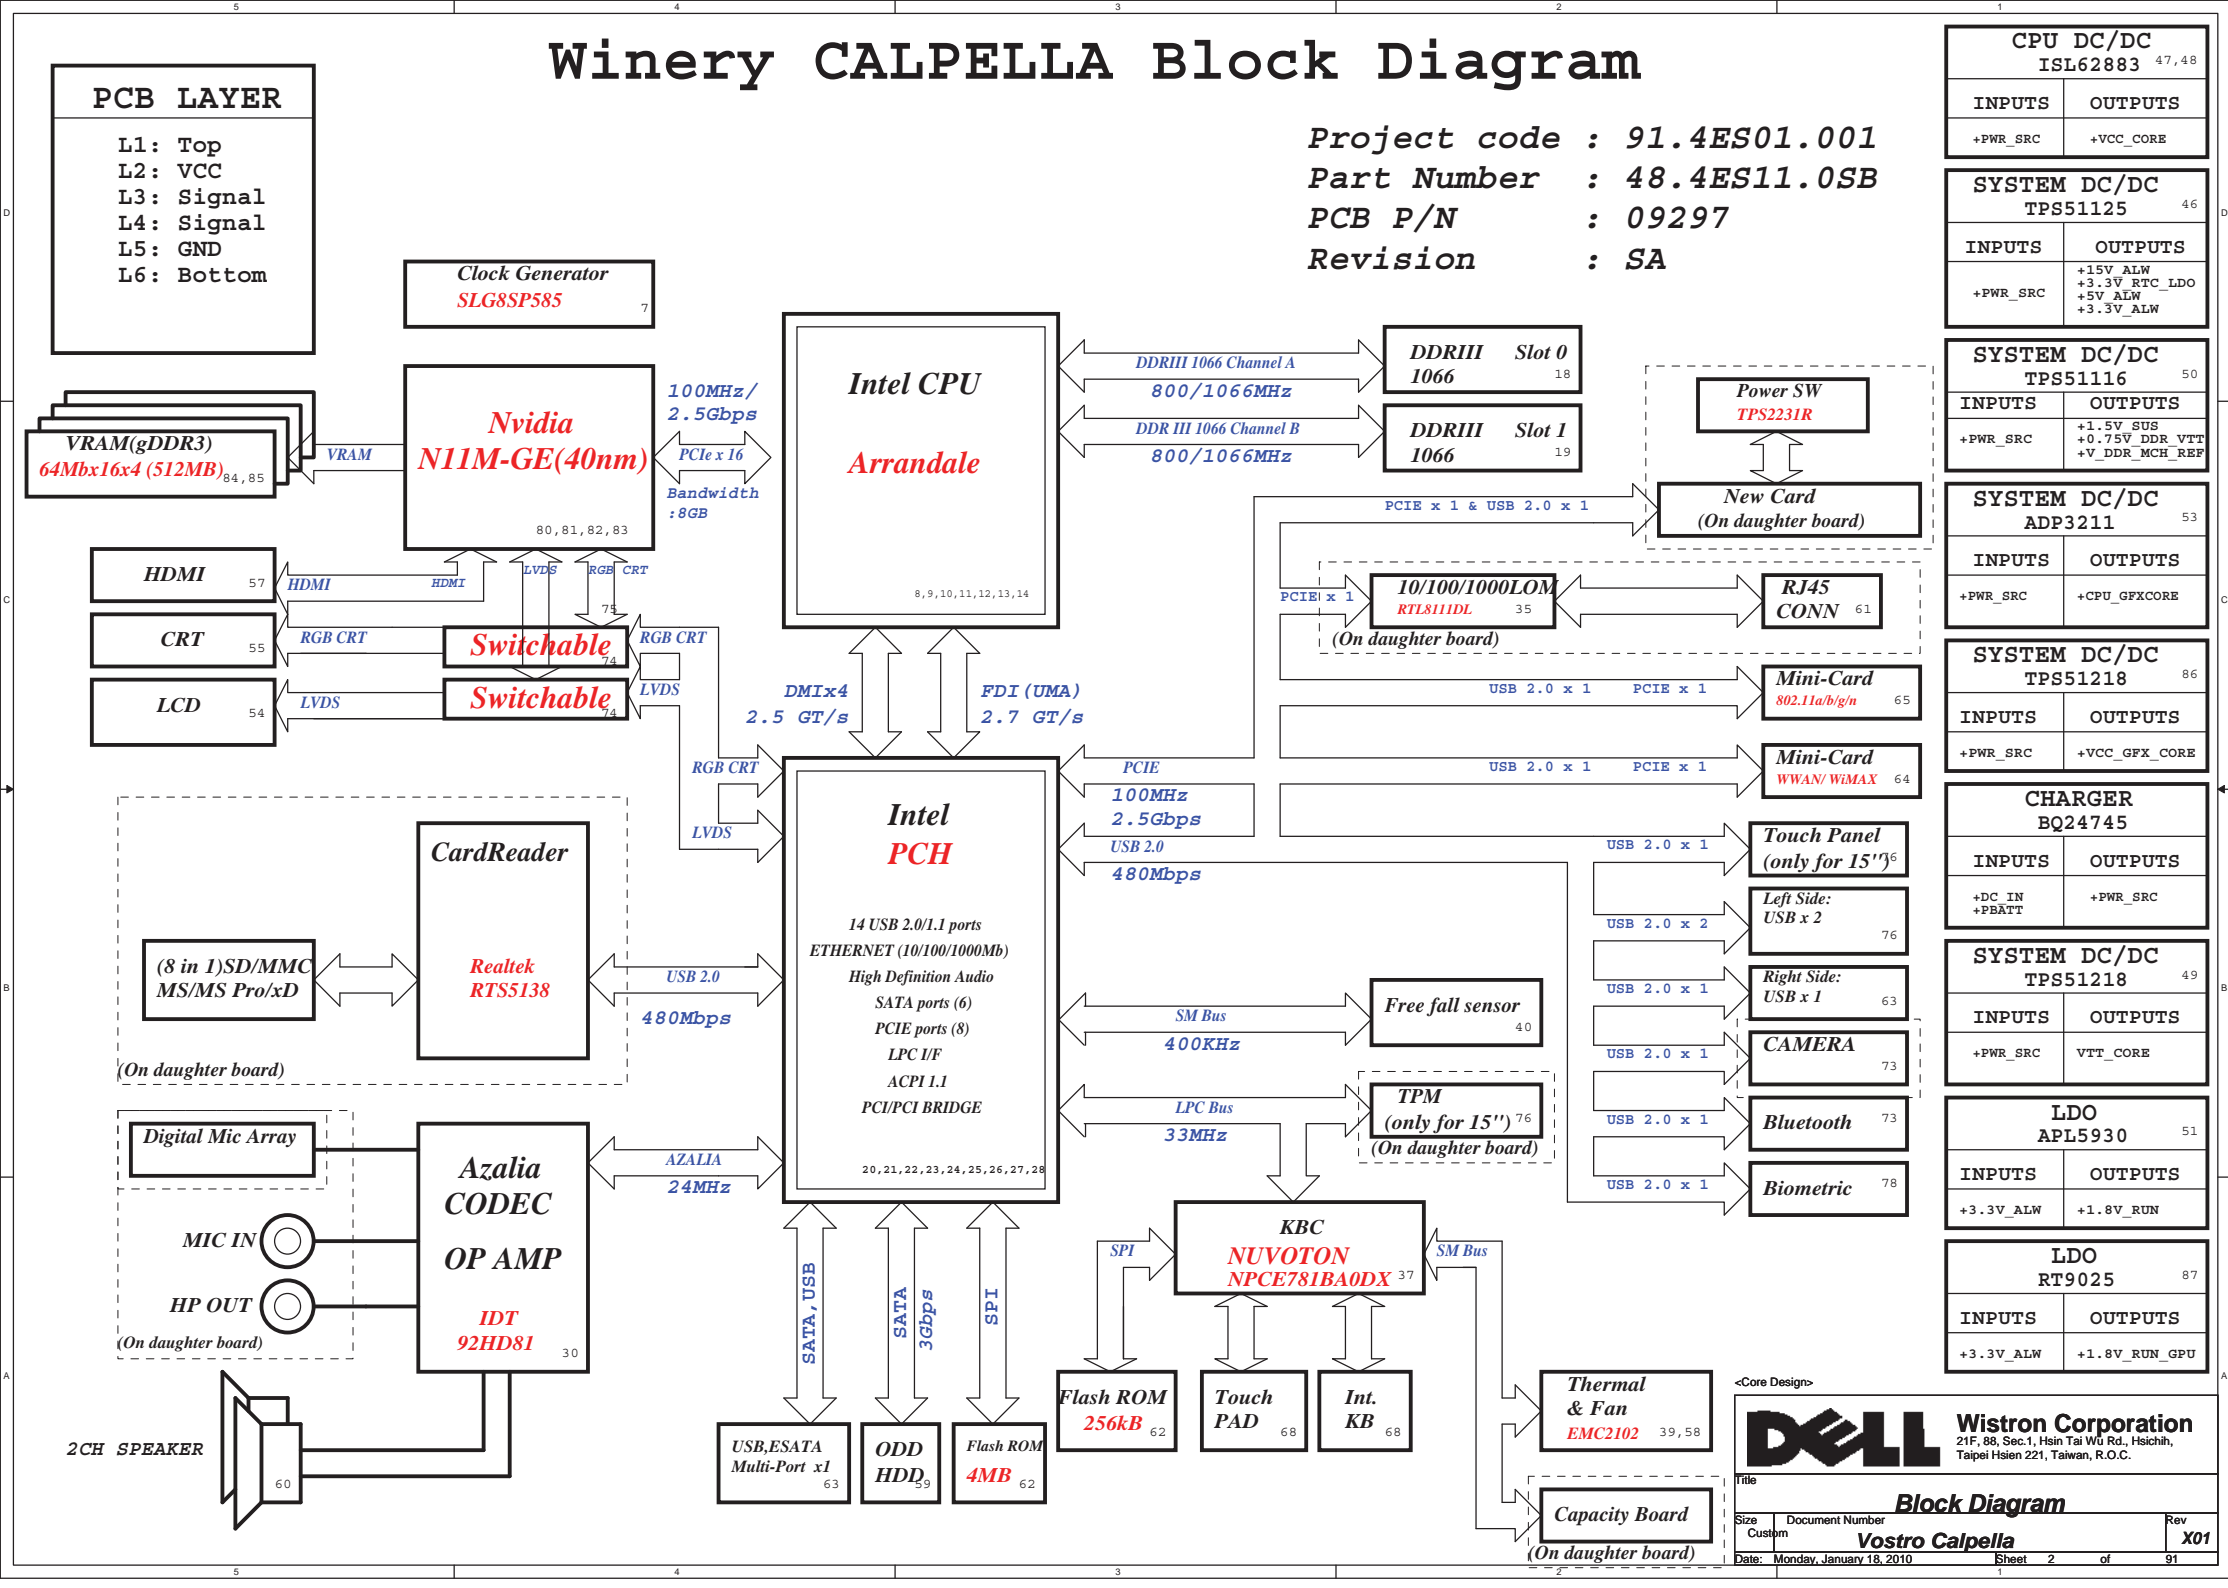 5 4 3 2 1
Winery CALPELLA Block Diagram
Project code : 91.4ES01.001
Part Number : 48.4ES11.0SB
PCB P/N : 09297
Revision : SA
PCB LAYER
L1: Top
L2: VCC
L3: Signal
L4: Signal
L5: GND
L6: Bottom
Clock Generator
SLG8SP585
7
VRAM(gDDR3)
64Mbx16x4 (512MB)
84,85
VRAM
Nvidia
N11M-GE(40nm)
80,81,82,83
100MHz/
2.5Gbps
PCIe x 16
Bandwidth
:8GB
Intel CPU
Arrandale
8,9,10,11,12,13,14
DDRIII 1066 Channel A
800/1066MHz
DDRIII Slot 0
1066
18
DDR III 1066 Channel B
800/1066MHz
DDRIII Slot 1
1066
19
Power SW
TPS2231R
New Card
(On daughter board)
PCIE x 1 & USB 2.0 x 1
PCIE x 1
10/100/1000LOM
RTL8111DL
35
RJ45
CONN
61
(On daughter board)
USB 2.0 x 1 PCIE x 1
Mini-Card
802.11a/b/g/n
65
USB 2.0 x 1 PCIE x 1
Mini-Card
WWAN/ WiMAX
64
HDMI
57
HDMI
HDMI
LVDS
RGB CRT
75
CRT
55
RGB CRT
Switchable
74
RGB CRT
LCD
54
LVDS
Switchable
74
LVDS
DMIx4
2.5 GT/s
FDI(UMA)
2.7 GT/s
RGB CRT
LVDS
Intel
PCH
14 USB 2.0/1.1 ports
ETHERNET (10/100/1000Mb)
High Definition Audio
SATA ports (6)
PCIE ports (8)
LPC I/F
ACPI 1.1
PCI/PCI BRIDGE
20,21,22,23,24,25,26,27,28
PCIE
100MHz
2.5Gbps
USB 2.0
480Mbps
USB 2.0 x 1
Touch Panel
(only for 15")
76
USB 2.0 x 2
Left Side:
USB x 2
76
USB 2.0 x 1
Right Side:
USB x 1
63
USB 2.0 x 1
CAMERA
73
USB 2.0 x 1
Bluetooth
73
USB 2.0 x 1
Biometric
78
CardReader
Realtek
RTS5138
(8 in 1)SD/MMC
MS/MS Pro/xD
(On daughter board)
USB 2.0
480Mbps
SM Bus
400KHz
Free fall sensor
40
LPC Bus
33MHz
TPM
(only for 15")
76
(On daughter board)
Digital Mic Array
MIC IN
HP OUT
(On daughter board)
Azalia
CODEC
OP AMP
IDT
92HD81
30
AZALIA
24MHz
2CH SPEAKER
60
SATA,USB
SATA
3Gbps
SPI
USB,ESATA
Multi-Port x1
63
ODD
HDD
59
Flash ROM
4MB
62
KBC
NUVOTON
NPCE781BA0DX
37
SPI
SM Bus
Flash ROM
256kB
62
Touch
PAD
68
Int.
KB
68
Thermal
& Fan
EMC2102
39,58
Capacity Board
(On daughter board)
CPU DC/DC
ISL62883
47,48
INPUTS OUTPUTS
+PWR_SRC +VCC_CORE
SYSTEM DC/DC
TPS51125
46
INPUTS OUTPUTS
+PWR_SRC
+15V_ALW
+3.3V_RTC_LDO
+5V_ALW
+3.3V_ALW
SYSTEM DC/DC
TPS51116
50
INPUTS OUTPUTS
+PWR_SRC
+1.5V_SUS
+0.75V_DDR_VTT
+V_DDR_MCH_REF
SYSTEM DC/DC
ADP3211
53
INPUTS OUTPUTS
+PWR_SRC +CPU_GFXCORE
SYSTEM DC/DC
TPS51218
86
INPUTS OUTPUTS
+PWR_SRC +VCC_GFX_CORE
CHARGER
BQ24745
INPUTS OUTPUTS
+DC_IN +PWR_SRC
+PBATT
SYSTEM DC/DC
TPS51218
49
INPUTS OUTPUTS
+PWR_SRC VTT_CORE
LDO
APL5930
51
INPUTS OUTPUTS
+3.3V_ALW +1.8V_RUN
LDO
RT9025
87
INPUTS OUTPUTS
+3.3V_ALW +1.8V_RUN_GPU
<Core Design>
DELL
Wistron Corporation
21F, 88, Sec.1, Hsin Tai Wu Rd., Hsichih,
Taipei Hsien 221, Taiwan, R.O.C.
Title
Block Diagram
Size Document Number Rev
Custom Vostro Calpella X01
Date: Monday, January 18, 2010 Sheet 2 of 91
D D
C C
B B
A A
5 4 3 2 1